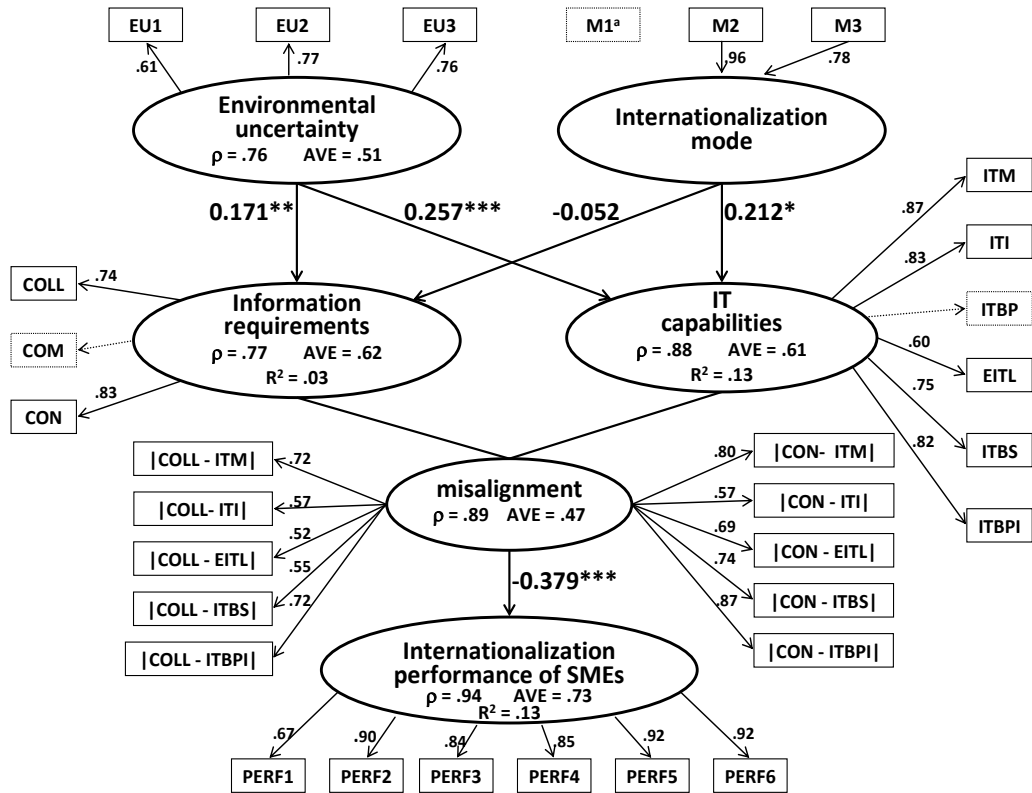 EU1 EU2 EU3 M1ᵃ M2 M3
.61 .77 .76 .96 .78
Environmental
uncertainty
ρ = .76 AVE = .51
Internationalization
mode
0.171** 0.257*** -0.052 0.212*
ITM
.87
ITI
.83
ITBP
EITL
.60
ITBS
.75
ITBPI
.82
COLL
.74
COM
CON
.83
Information
requirements
ρ = .77 AVE = .62
R² = .03
IT
capabilities
ρ = .88 AVE = .61
R² = .13
|COLL - ITM| .72
|COLL- ITI| .57
|COLL - EITL| .52
|COLL - ITBS| .55
|COLL - ITBPI| .72
misalignment
ρ = .89 AVE = .47
.80 |CON- ITM|
.57 |CON - ITI|
.69 |CON - EITL|
.74 |CON - ITBS|
.87 |CON - ITBPI|
-0.379***
Internationalization
performance of SMEs
ρ = .94 AVE = .73
R² = .13
.67 .90 .84 .85 .92 .92
PERF1 PERF2 PERF3 PERF4 PERF5 PERF6